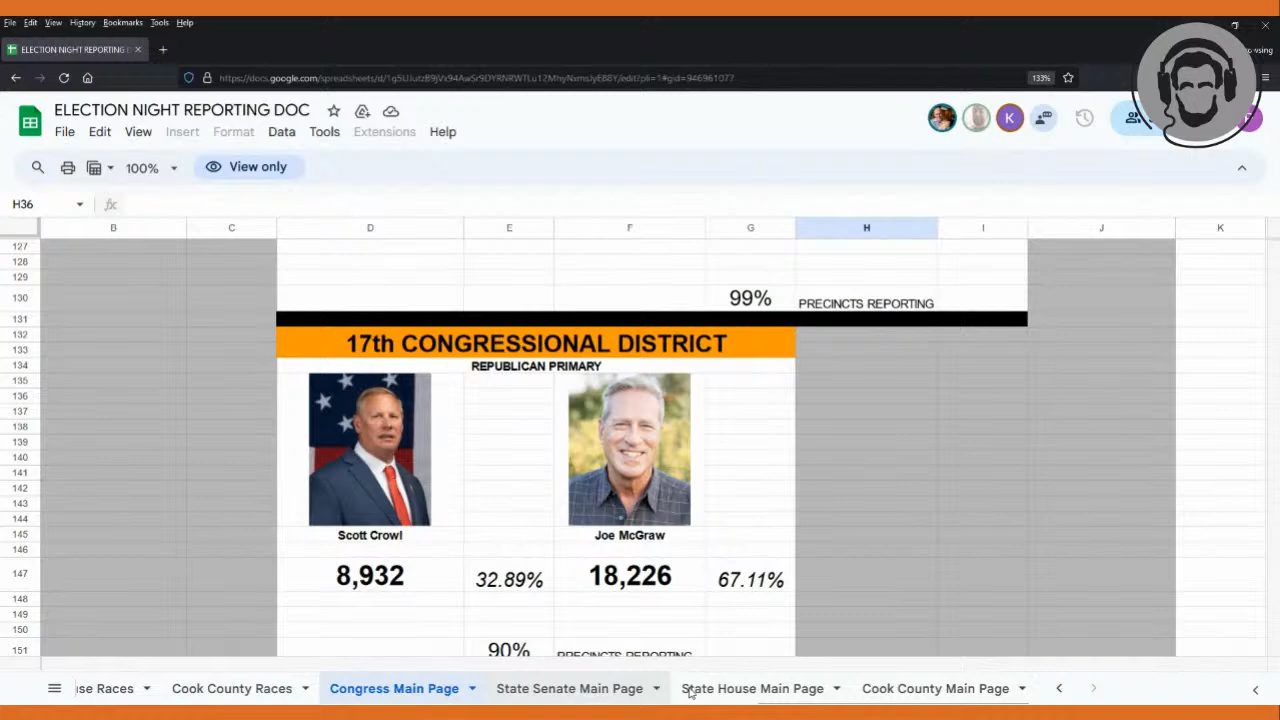 File Edit View History Bookmarks Tools Help
ELECTION NIGHT REPORTING
ELECTION NIGHT REPORTING DOC
File Edit View Insert Format Data Tools Extensions Help
K
133%
100% View only
H36 fx
B C D E F G H I J K
127
128
129
130 99% PRECINCTS REPORTING
131
132 17th CONGRESSIONAL DISTRICT
133
134 REPUBLICAN PRIMARY
135
136
137
138
139
140
141
142
143
144
145 Scott Crowl Joe McGraw
146
147 8,932 32.89% 18,226 67.11%
148
149
150
151 90% PRECINCTS REPORTING
use Races Cook County Races Congress Main Page State Senate Main Page State House Main Page Cook County Main Page